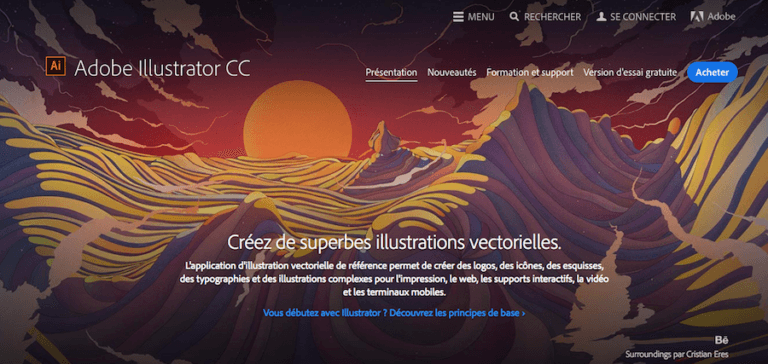 MENU RECHERCHER SE CONNECTER Adobe
Ai Adobe Illustrator CC
Présentation Nouveautés Formation et support Version d'essai gratuite Acheter
Créez de superbes illustrations vectorielles.
L'application d'illustration vectorielle de référence permet de créer des logos, des icônes, des esquisses,
des typographies et des illustrations complexes pour l'impression, le web, les supports interactifs, la vidéo
et les terminaux mobiles.
Vous débutez avec Illustrator ? Découvrez les principes de base ›
Bē
Surroundings par Cristian Eres